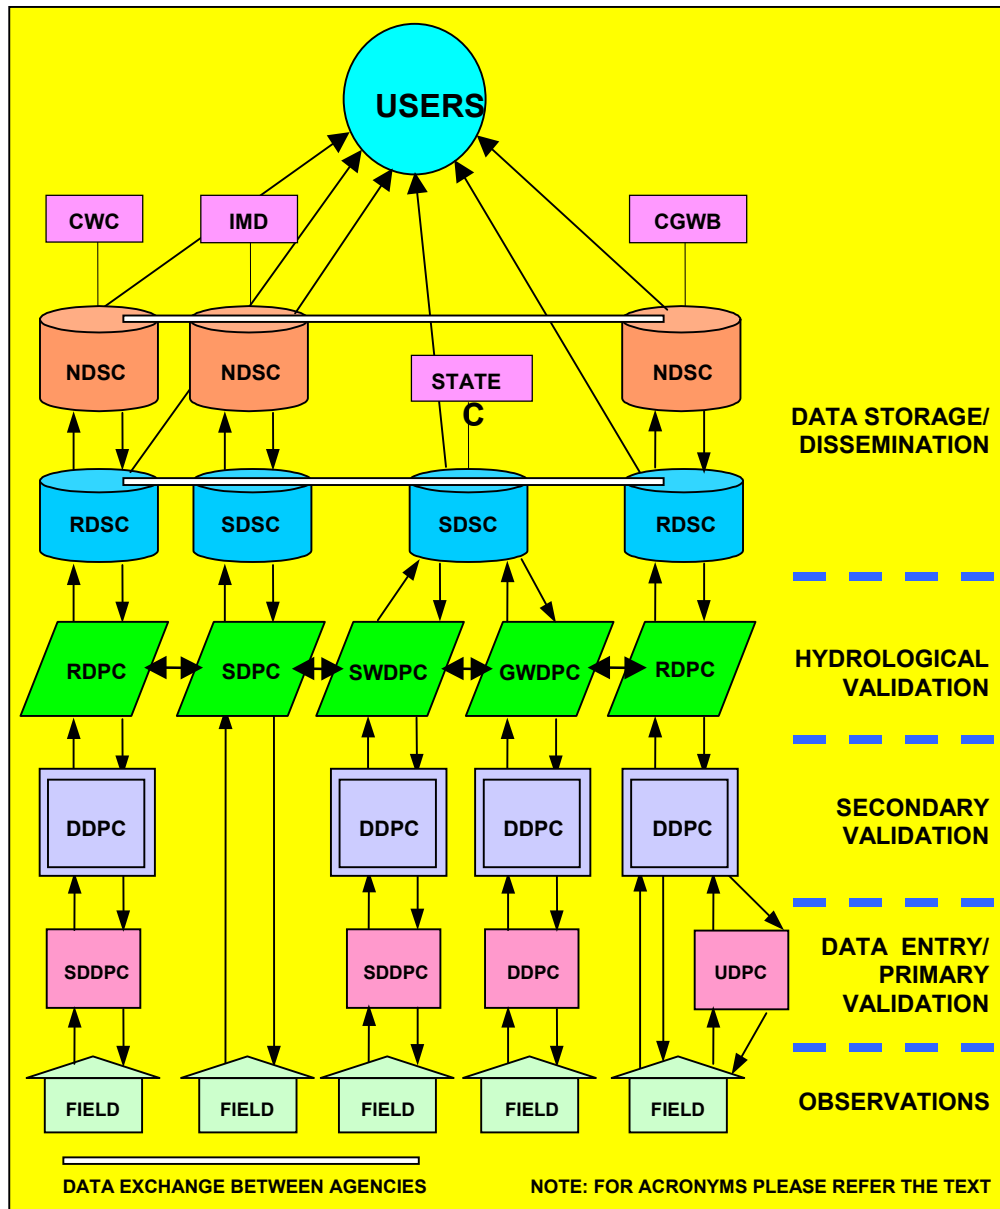 USERS
CWC
IMD
CGWB
NDSC
NDSC
NDSC
STATE
C
DATA STORAGE/
DISSEMINATION
RDSC
SDSC
SDSC
RDSC
RDPC
SDPC
SWDPC
GWDPC
RDPC
HYDROLOGICAL
VALIDATION
DDPC
DDPC
DDPC
DDPC
SECONDARY
VALIDATION
SDDPC
SDDPC
DDPC
UDPC
DATA ENTRY/
PRIMARY
VALIDATION
FIELD
FIELD
FIELD
FIELD
FIELD
OBSERVATIONS
DATA EXCHANGE BETWEEN AGENCIES
NOTE: FOR ACRONYMS PLEASE REFER THE TEXT